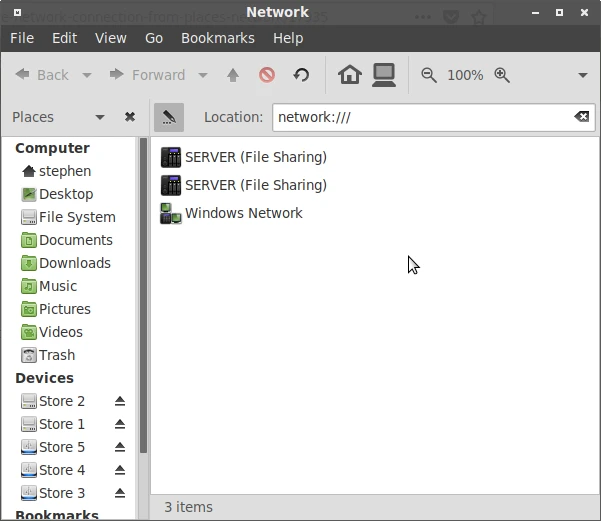 Network
File Edit View Go Bookmarks Help
Back Forward 100%
Places Location: network:///
Computer
stephen
Desktop
File System
Documents
Downloads
Music
Pictures
Videos
Trash
Devices
Store 2
Store 1
Store 5
Store 4
Store 3
Bookmarks
SERVER (File Sharing)
SERVER (File Sharing)
Windows Network
3 items